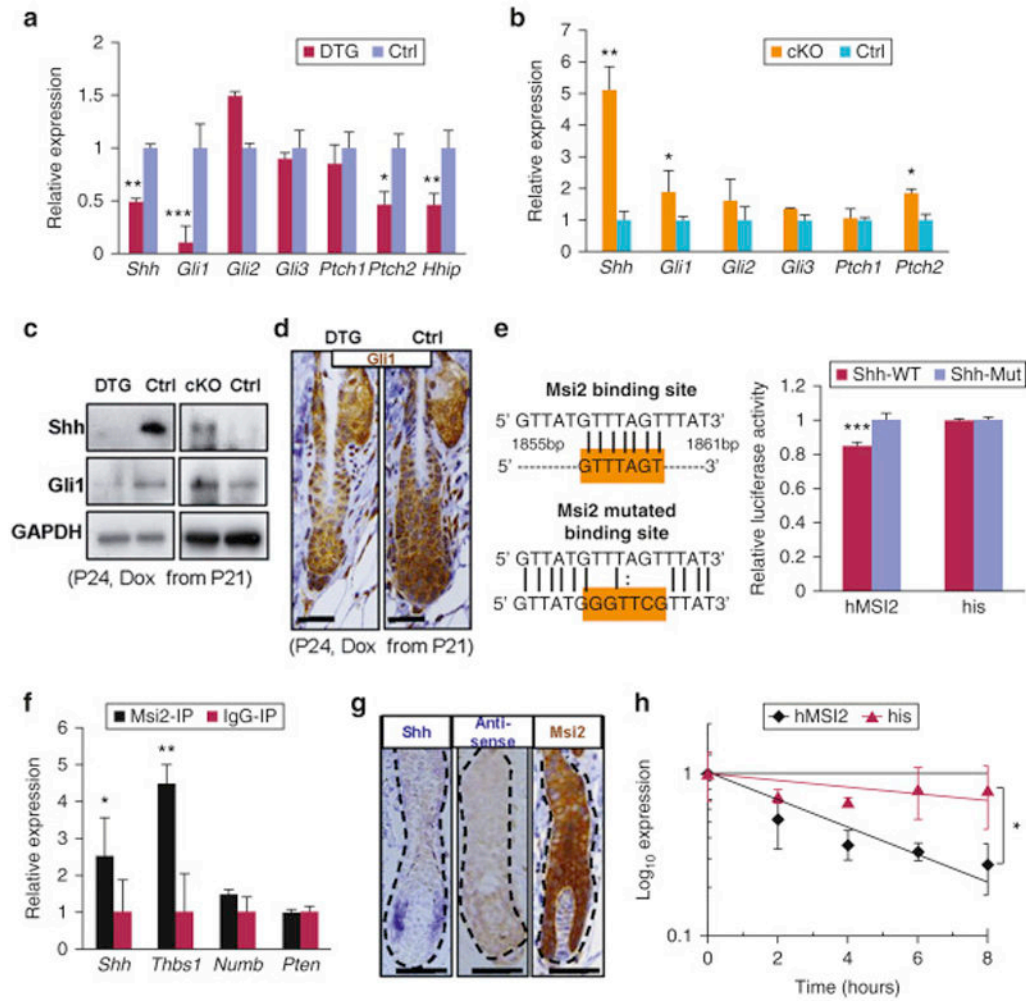 a
DTG Ctrl
Relative expression
2
1.5
1
0.5
0
** *** * **
Shh Gli1 Gli2 Gli3 Ptch1 Ptch2 Hhip
b
cKO Ctrl
Relative expression
7
6
5
4
3
2
1
0
** * *
Shh Gli1 Gli2 Gli3 Ptch1 Ptch2
c
DTG Ctrl cKO Ctrl
Shh
Gli1
GAPDH
(P24, Dox from P21)
d
DTG Ctrl
Gli1
(P24, Dox from P21)
e
Msi2 binding site
5' GTTATGTTTAGTTTAT3'
1855bp 1861bp
5' -----------GTTTAGT------3'
Msi2 mutated
binding site
5' GTTATGTTTAGTTTAT3'
:
5' GTTATGGGTTCGTTAT3'
Shh-WT Shh-Mut
Relative luciferase activity
1.2
1
0.8
0.6
0.4
0.2
0
***
hMSI2 his
f
Msi2-IP IgG-IP
Relative expression
6
5
4
3
2
1
0
* **
Shh Thbs1 Numb Pten
g
Shh Anti-sense Msi2
h
hMSI2 his
Log10 expression
1
0.1
*
0 2 4 6 8
Time (hours)